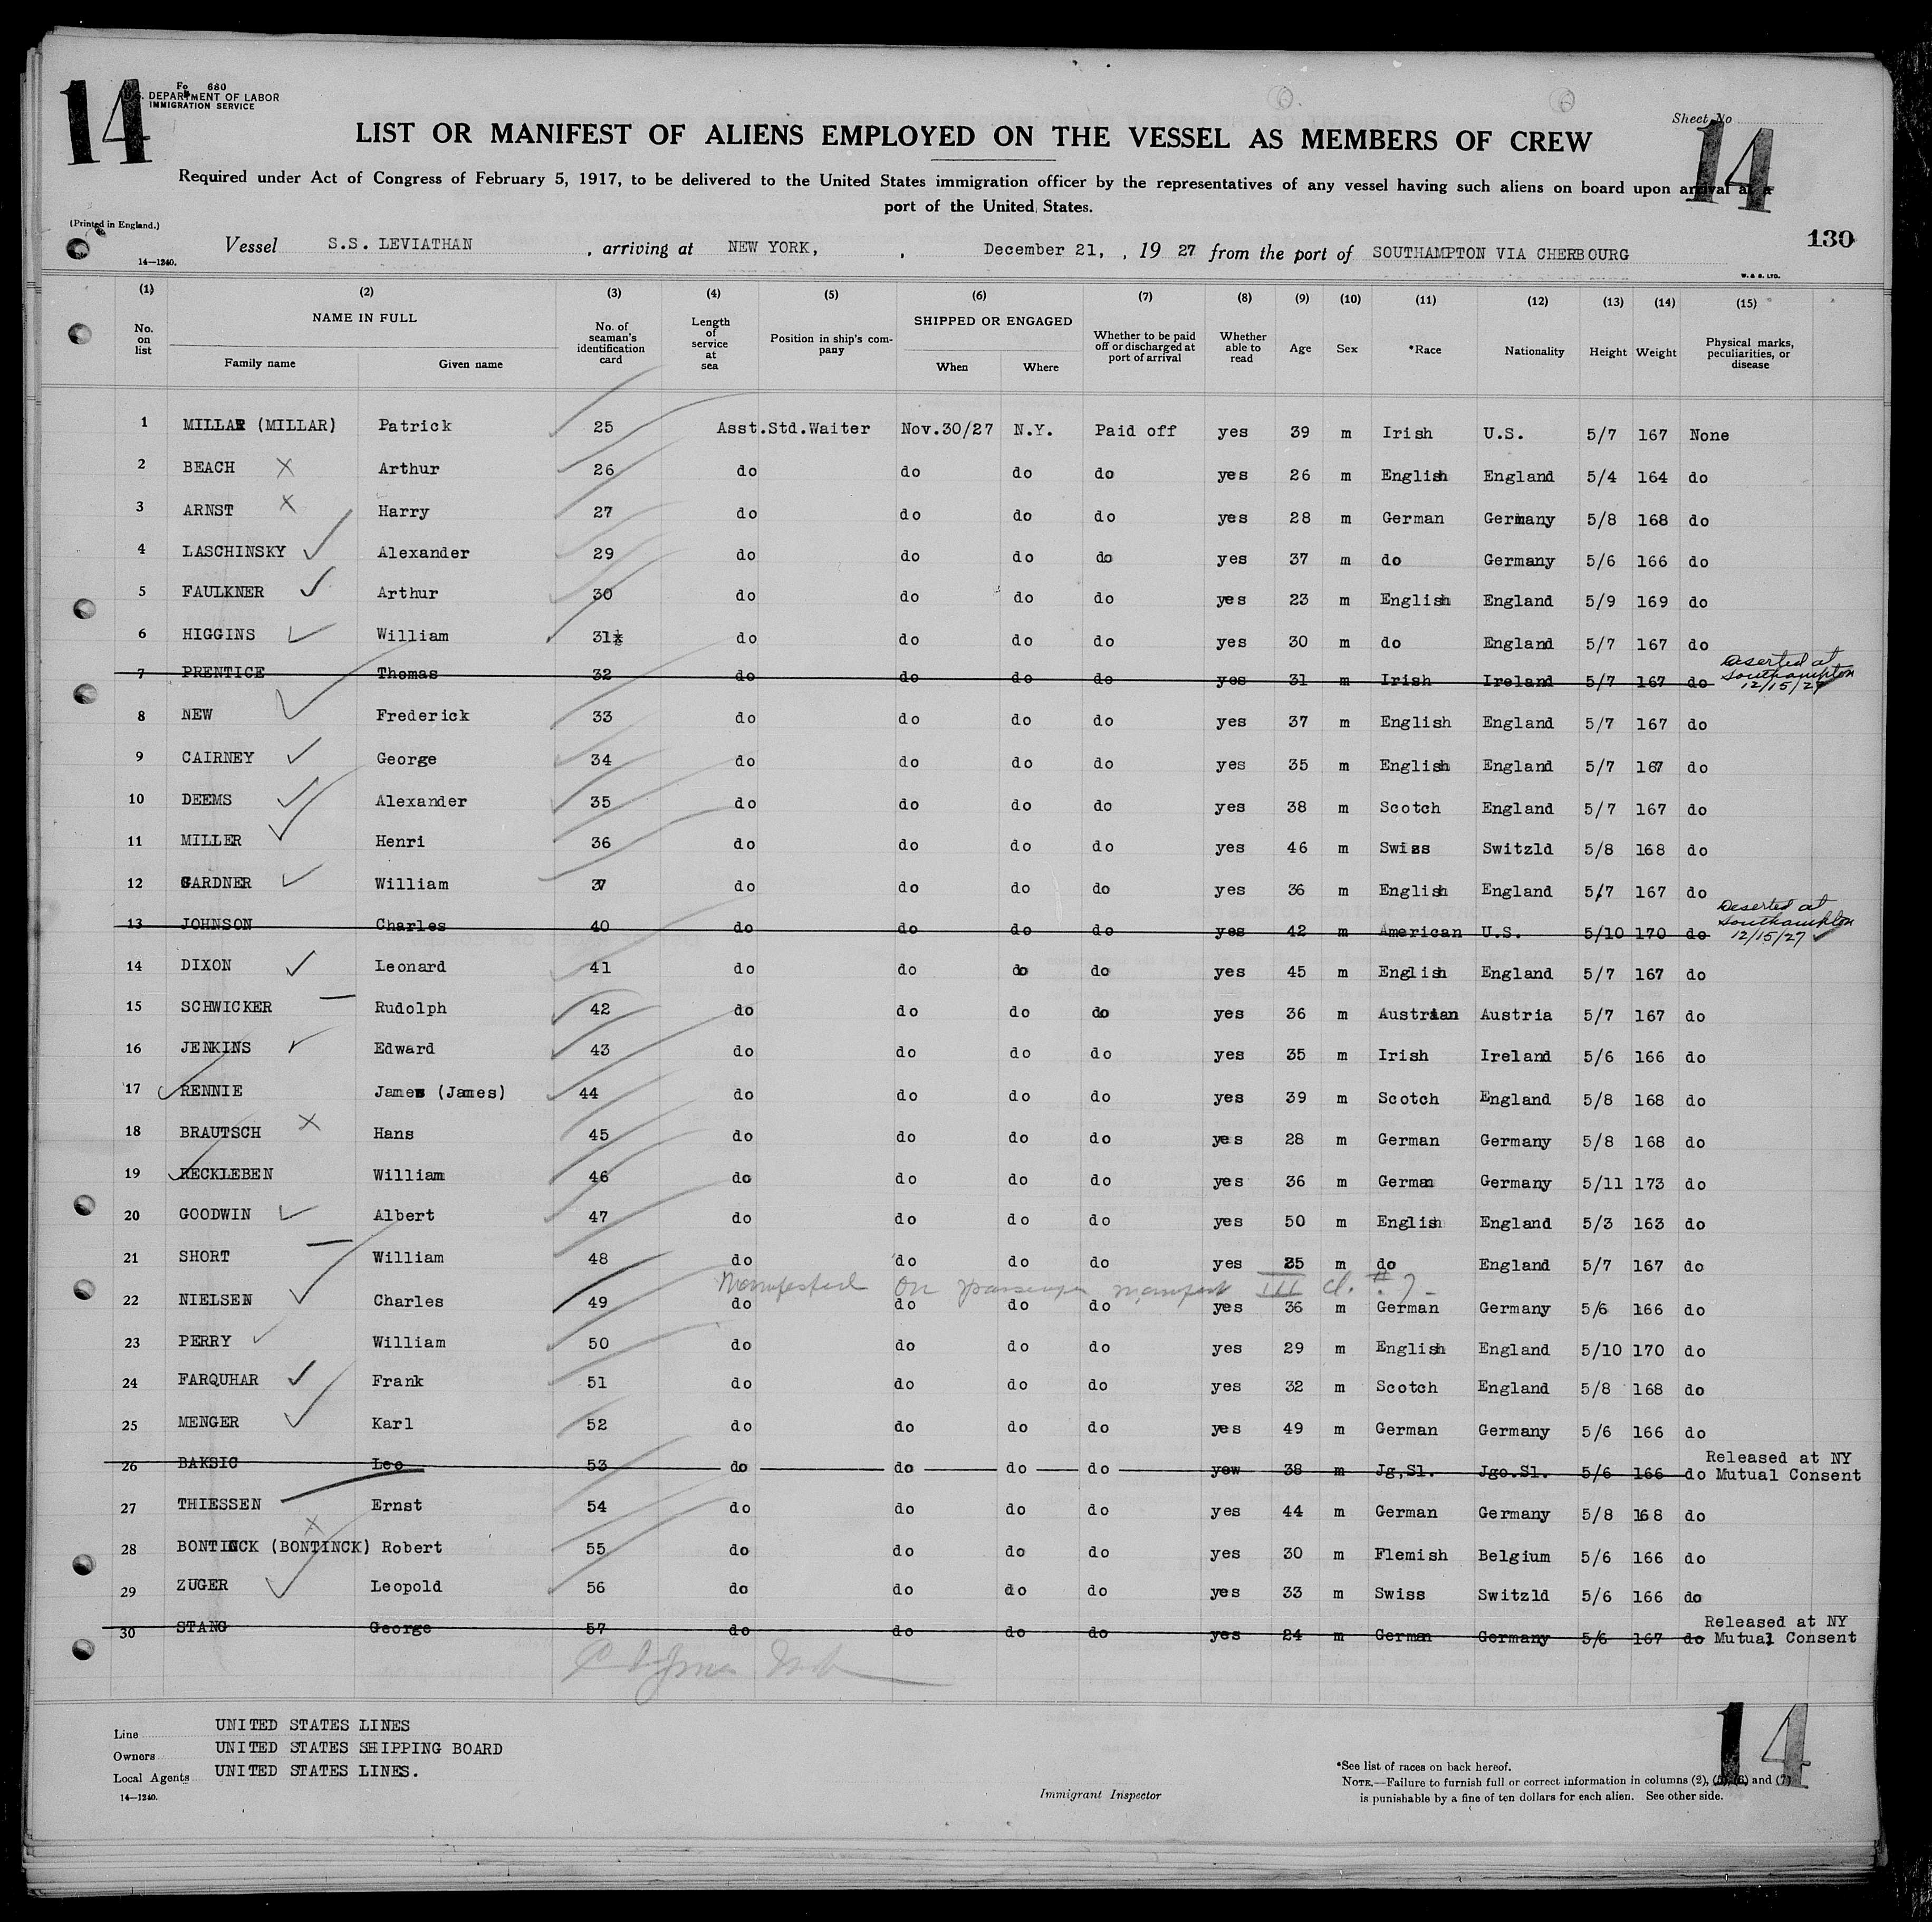 14
Fo 680
U.S. DEPARTMENT OF LABOR
IMMIGRATION SERVICE
Sheet No
14
LIST OR MANIFEST OF ALIENS EMPLOYED ON THE VESSEL AS MEMBERS OF CREW
Required under Act of Congress of February 5, 1917, to be delivered to the United States immigration officer by the representatives of any vessel having such aliens on board upon arrival at a
port of the United States.
(Printed in England.)
130
Vessel S.S. LEVIATHAN , arriving at NEW YORK, , December 21, , 19 27 from the port of SOUTHAMPTON VIA CHERBOURG
14—1240.
W. & S. LTD.
(1) (2) (3) (4) (5) (6) (7) (8) (9) (10) (11) (12) (13) (14) (15)
No. on list NAME IN FULL Family name Given name No. of seaman's identification card Length of service at sea Position in ship's company SHIPPED OR ENGAGED When Where Whether to be paid off or discharged at port of arrival Whether able to read Age Sex *Race Nationality Height Weight Physical marks, peculiarities, or disease
1 MILLAR (MILLAR) Patrick 25 Asst.Std.Waiter Nov.30/27 N.Y. Paid off yes 39 m Irish U.S. 5/7 167 None
2 BEACH X Arthur 26 do do do do yes 26 m English England 5/4 164 do
3 ARNST X Harry 27 do do do do yes 28 m German Germany 5/8 168 do
4 LASCHINSKY Alexander 29 do do do do yes 37 m do Germany 5/6 166 do
5 FAULKNER Arthur 30 do do do do yes 23 m English England 5/9 169 do
6 HIGGINS William 31x do do do do yes 30 m do England 5/7 167 do
7 PRENTICE Thomas 32 do do do do yes 31 m Irish Ireland 5/7 167 do Deserted at Southampton 12/15/27
8 NEW Frederick 33 do do do do yes 37 m English England 5/7 167 do
9 CAIRNEY George 34 do do do do yes 35 m English England 5/7 167 do
10 DEEMS Alexander 35 do do do do yes 38 m Scotch England 5/7 167 do
11 MILLER Henri 36 do do do do yes 46 m Swiss Switzld 5/8 168 do
12 GARDNER William 37 do do do do yes 36 m English England 5/7 167 do
13 JOHNSON Charles 40 do do do do yes 42 m American U.S. 5/10 170 do Deserted at Southampton 12/15/27
14 DIXON Leonard 41 do do do do yes 45 m English England 5/7 167 do
15 SCHWICKER Rudolph 42 do do do do yes 36 m Austrian Austria 5/7 167 do
16 JENKINS Edward 43 do do do do yes 35 m Irish Ireland 5/6 166 do
17 RENNIE James (James) 44 do do do do yes 39 m Scotch England 5/8 168 do
18 BRAUTSCH X Hans 45 do do do do yes 28 m German Germany 5/8 168 do
19 RECKLEBEN William 46 do do do do yes 36 m German Germany 5/11 173 do
20 GOODWIN Albert 47 do do do do yes 50 m English England 5/3 163 do
21 SHORT William 48 do do do do yes 35 m do England 5/7 167 do
Manifested on passenger manifest III cl. # 7
22 NIELSEN Charles 49 do do do do yes 36 m German Germany 5/6 166 do
23 PERRY William 50 do do do do yes 29 m English England 5/10 170 do
24 FARQUHAR Frank 51 do do do do yes 32 m Scotch England 5/8 168 do
25 MENGER Karl 52 do do do do yes 49 m German Germany 5/6 166 do
26 BAKSIC Leo 53 do do do do yew 38 m Jg,Sl. Jgo.Sl. 5/6 166 do Released at NY Mutual Consent
27 THIESSEN Ernst 54 do do do do yes 44 m German Germany 5/8 168 do
28 BONTINCK (BONTINCK) X Robert 55 do do do do yes 30 m Flemish Belgium 5/6 166 do
29 ZUGER Leopold 56 do do do do yes 33 m Swiss Switzld 5/6 166 do
30 STANG George 57 do do do do yes 24 m German Germany 5/6 167 do Released at NY Mutual Consent
Line UNITED STATES LINES
Owners UNITED STATES SHIPPING BOARD
Local Agents UNITED STATES LINES.
14—1240.
Immigrant Inspector
*See list of races on back hereof.
NOTE.—Failure to furnish full or correct information in columns (2), (5), (6) and (7)
is punishable by a fine of ten dollars for each alien. See other side.
14